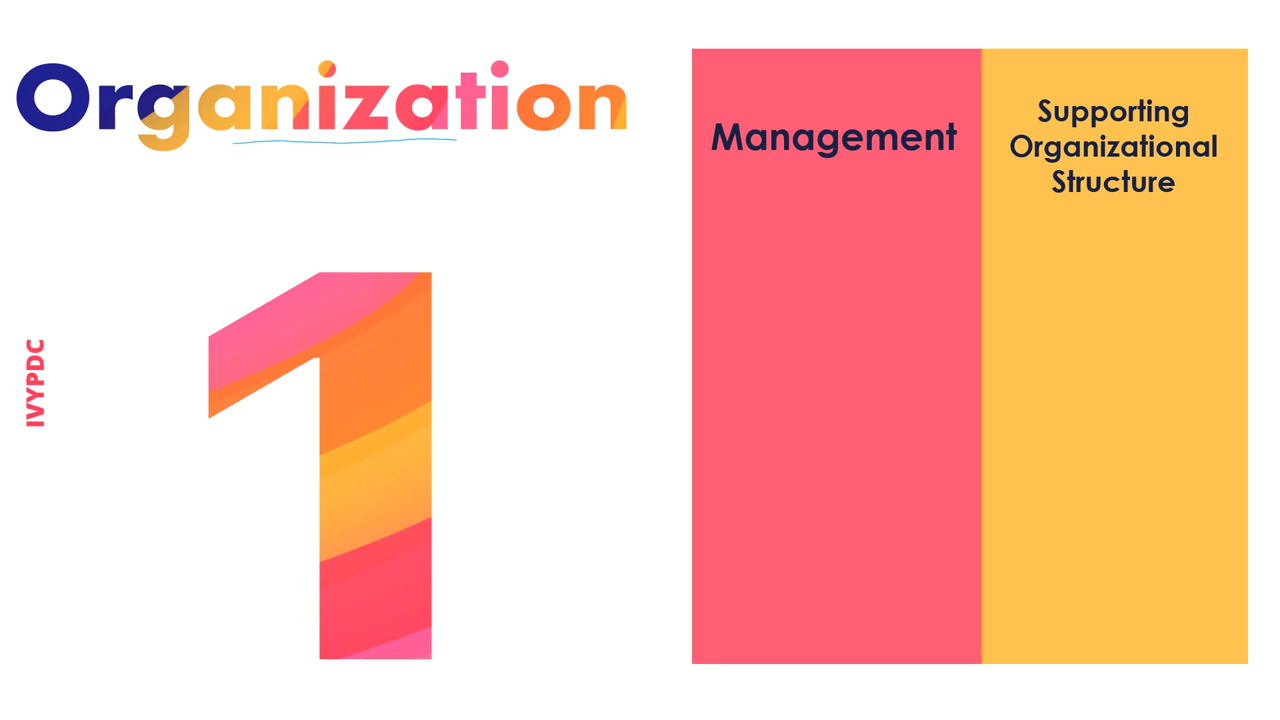 Organization
IVYPDC
1
Management
Supporting
Organizational
Structure